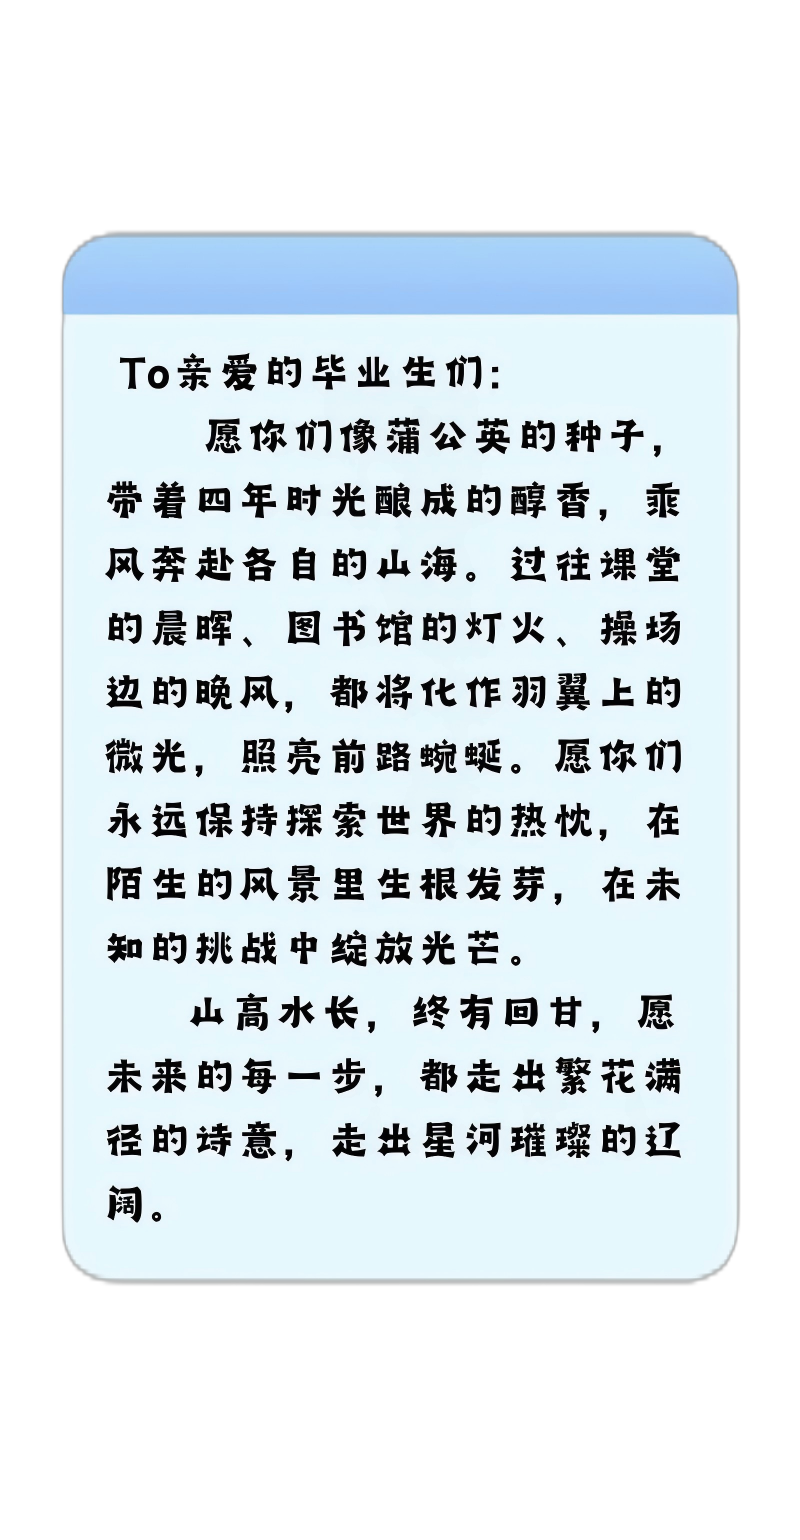 To亲爱的毕业生们:
愿你们像蒲公英的种子，
带着四年时光酿成的醇香，乘
风奔赴各自的山海。过往课堂
的晨晖、图书馆的灯火、操场
边的晚风，都将化作羽翼上的
微光，照亮前路蜿蜒。愿你们
永远保持探索世界的热忱，在
陌生的风景里生根发芽，在未
知的挑战中绽放光芒。
山高水长，终有回甘，愿
未来的每一步，都走出繁花满
径的诗意，走出星河璀璨的辽
阔。